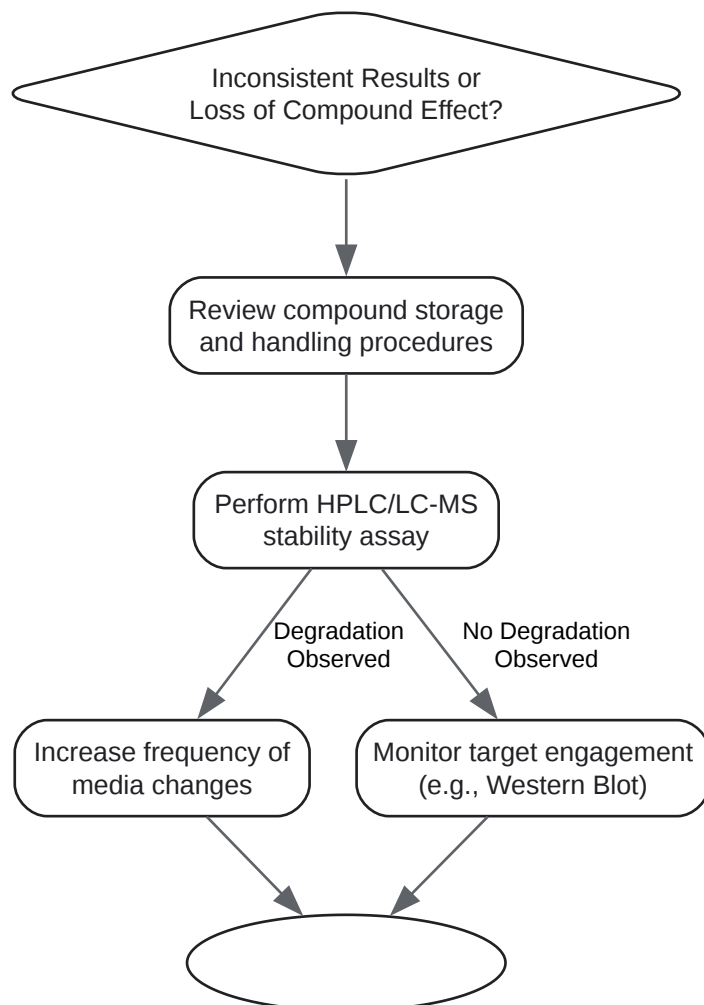 Inconsistent Results or
Loss of Compound Effect?
Review compound storage
and handling procedures
Perform HPLC/LC-MS
stability assay
Degradation
Observed
No Degradation
Observed
Increase frequency of
media changes
Monitor target engagement
(e.g., Western Blot)